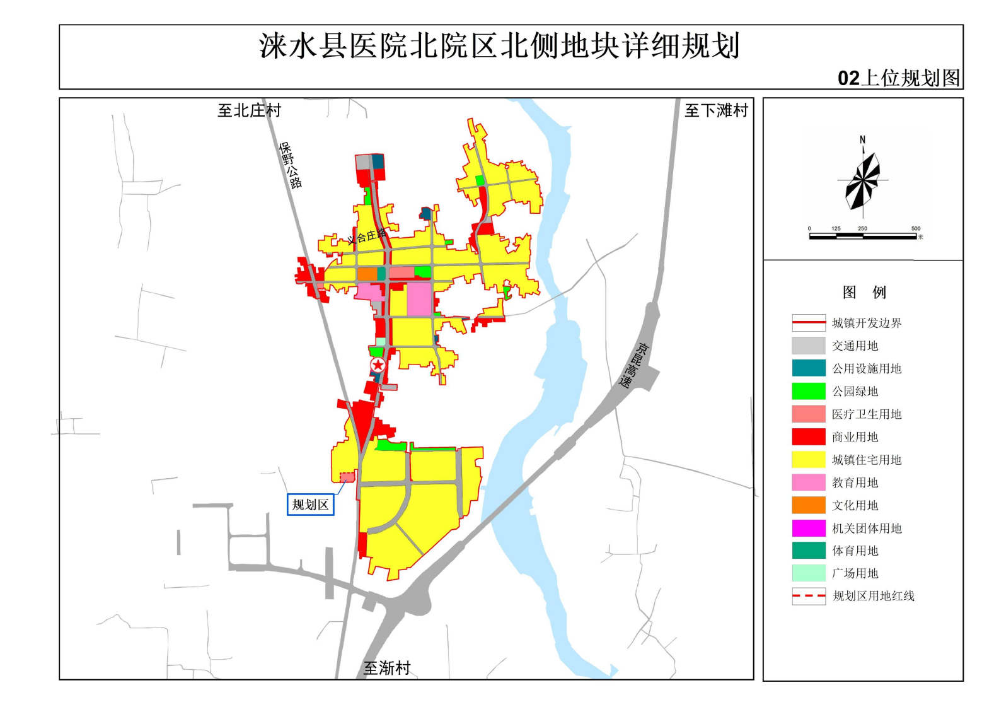 涞水县医院北院区北侧地块详细规划
02上位规划图
至北庄村
至下滩村
保野公路
义合庄路
京昆高速
规划区
至渐村
N
0 125 250 500
米
图 例
城镇开发边界
交通用地
公用设施用地
公园绿地
医疗卫生用地
商业用地
城镇住宅用地
教育用地
文化用地
机关团体用地
体育用地
广场用地
规划区用地红线